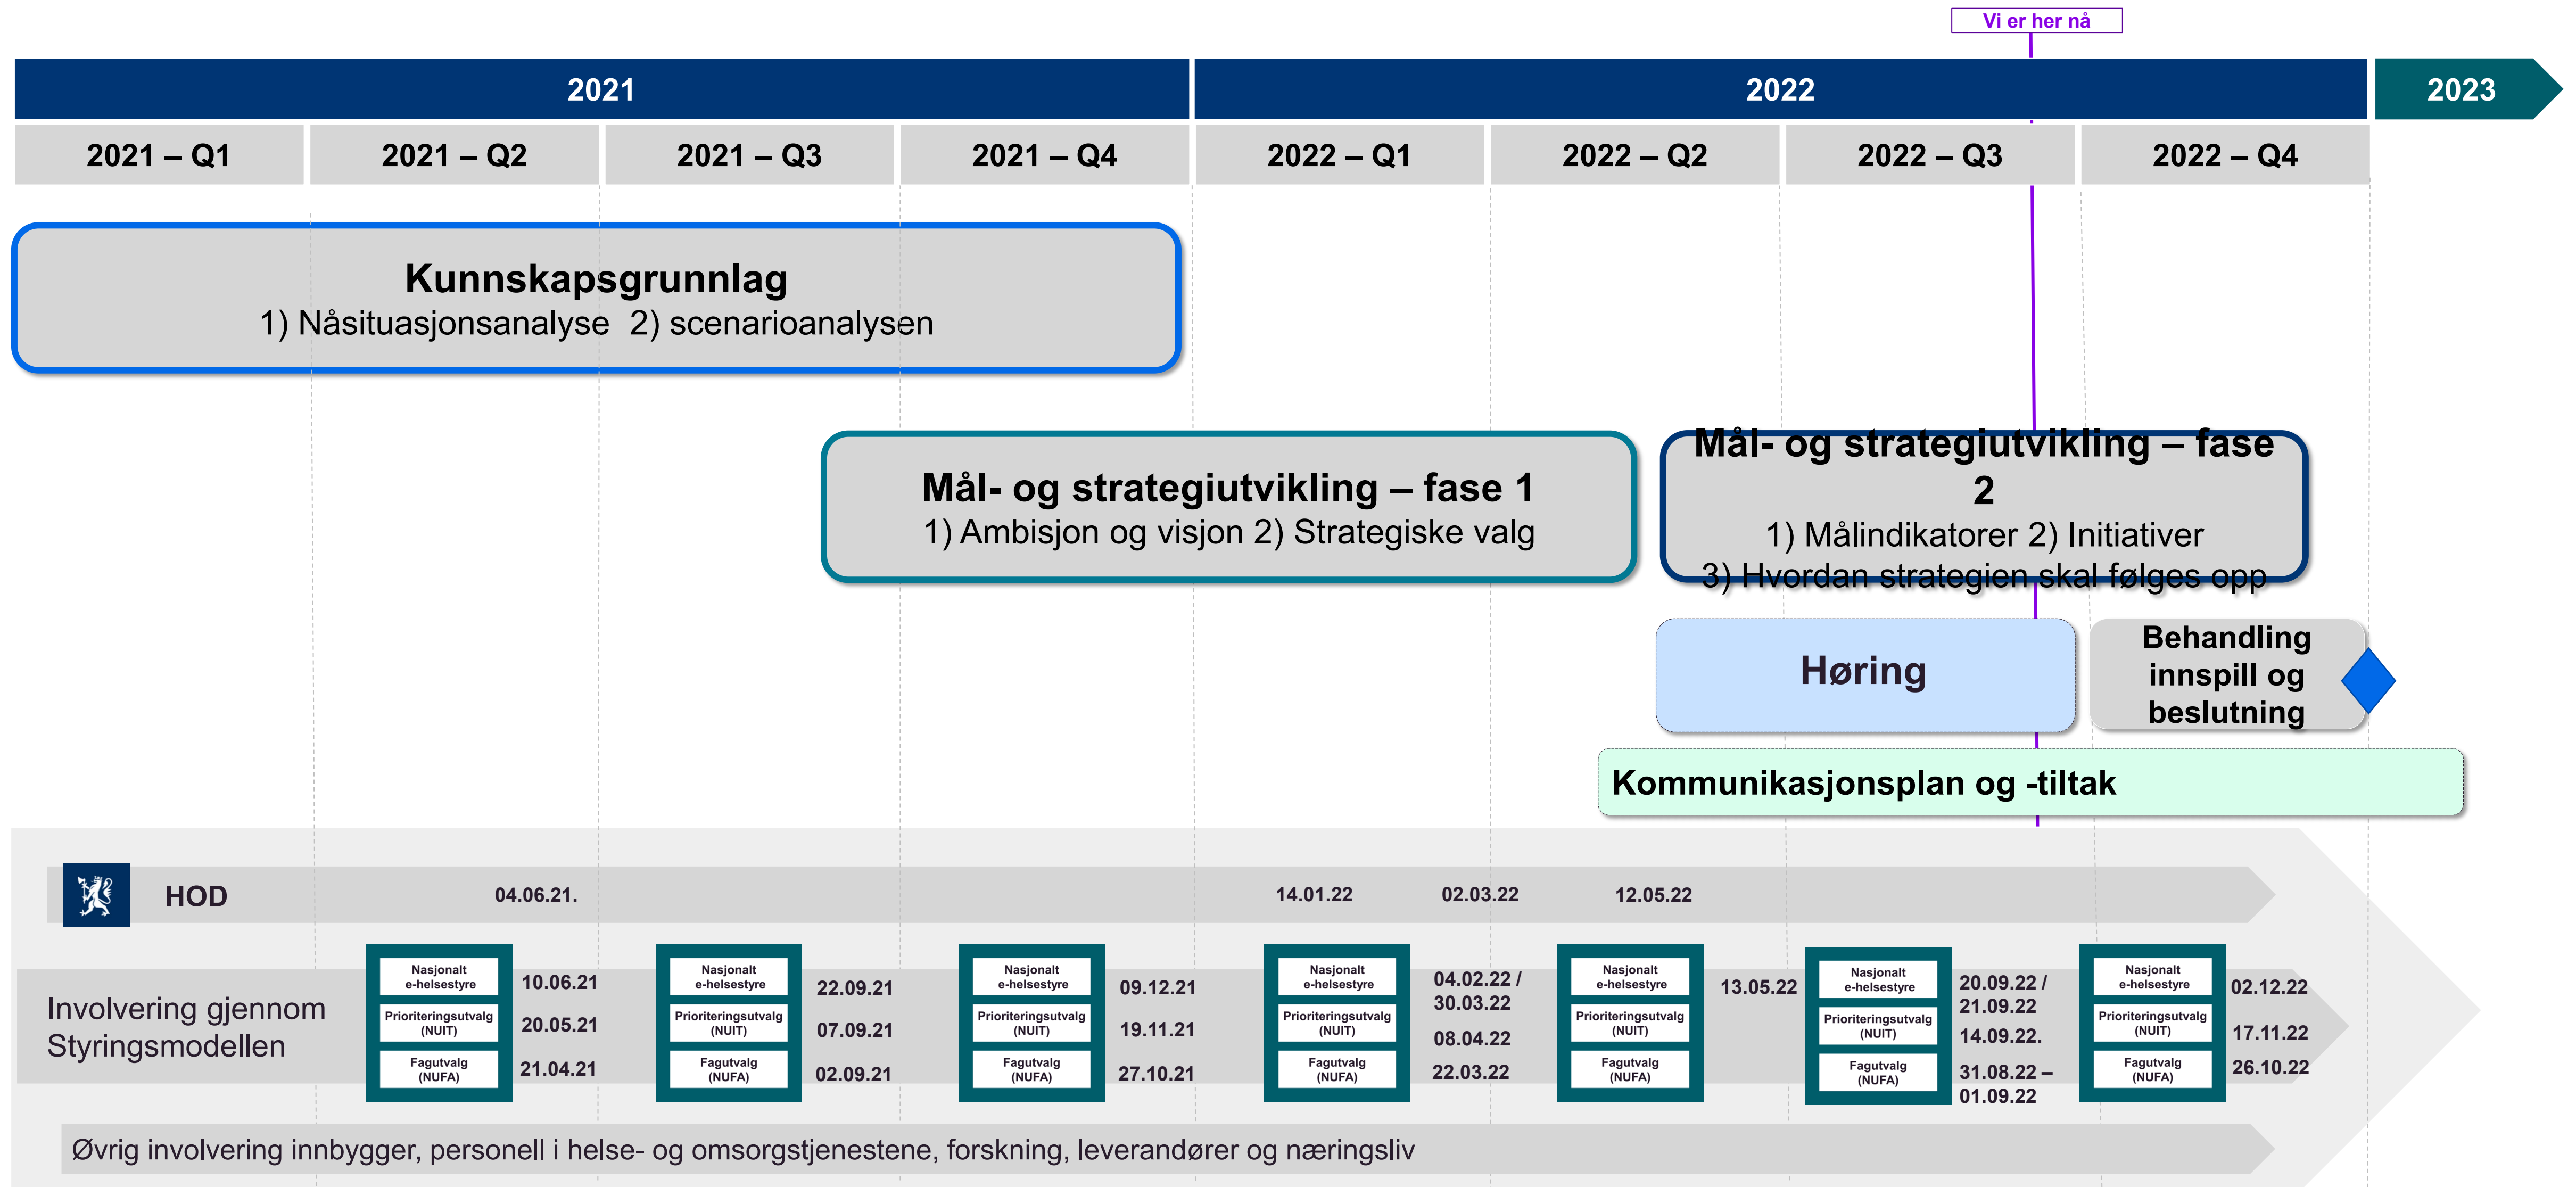 Vi er her nå
2021
2022
2023
2021 – Q1
2021 – Q2
2021 – Q3
2021 – Q4
2022 – Q1
2022 – Q2
2022 – Q3
2022 – Q4
Kunnskapsgrunnlag
1) Nåsituasjonsanalyse  2) scenarioanalysen
Mål- og strategiutvikling – fase 1
1) Ambisjon og visjon 2) Strategiske valg
Mål- og strategiutvikling – fase
2
1) Målindikatorer 2) Initiativer
3) Hvordan strategien skal følges opp
Høring
Behandling
innspill og
beslutning
Kommunikasjonsplan og -tiltak
HOD
04.06.21.
14.01.22
02.03.22
12.05.22
Involvering gjennom
Styringsmodellen
Nasjonalt
e-helsestyre
Prioriteringsutvalg
(NUIT)
Fagutvalg
(NUFA)
10.06.21
20.05.21
21.04.21
Nasjonalt
e-helsestyre
Prioriteringsutvalg
(NUIT)
Fagutvalg
(NUFA)
22.09.21
07.09.21
02.09.21
Nasjonalt
e-helsestyre
Prioriteringsutvalg
(NUIT)
Fagutvalg
(NUFA)
09.12.21
19.11.21
27.10.21
Nasjonalt
e-helsestyre
Prioriteringsutvalg
(NUIT)
Fagutvalg
(NUFA)
04.02.22 /
30.03.22
08.04.22
22.03.22
Nasjonalt
e-helsestyre
Prioriteringsutvalg
(NUIT)
Fagutvalg
(NUFA)
13.05.22
Nasjonalt
e-helsestyre
Prioriteringsutvalg
(NUIT)
Fagutvalg
(NUFA)
20.09.22 /
21.09.22
14.09.22.
31.08.22 –
01.09.22
Nasjonalt
e-helsestyre
Prioriteringsutvalg
(NUIT)
Fagutvalg
(NUFA)
02.12.22
17.11.22
26.10.22
Øvrig involvering innbygger, personell i helse- og omsorgstjenestene, forskning, leverandører og næringsliv